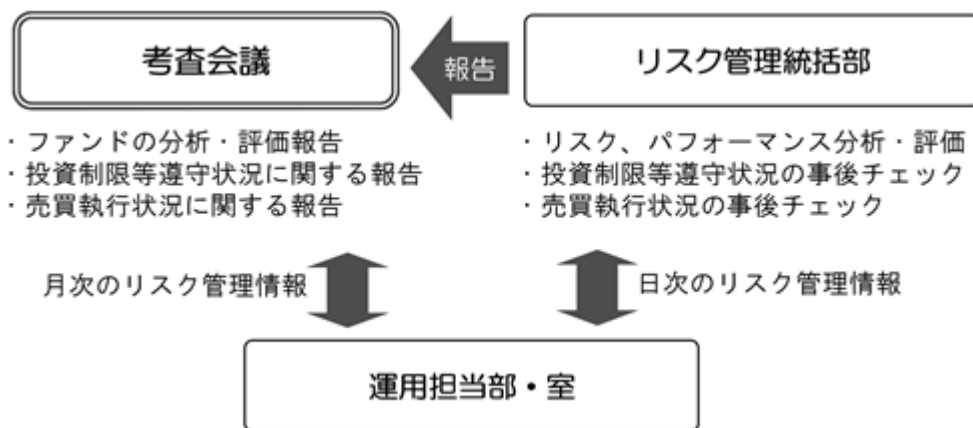 考査会議
報告
リスク管理統括部
・ファンドの分析・評価報告
・投資制限等遵守状況に関する報告
・売買執行状況に関する報告
・リスク、パフォーマンス分析・評価
・投資制限等遵守状況の事後チェック
・売買執行状況の事後チェック
月次のリスク管理情報
日次のリスク管理情報
運用担当部・室